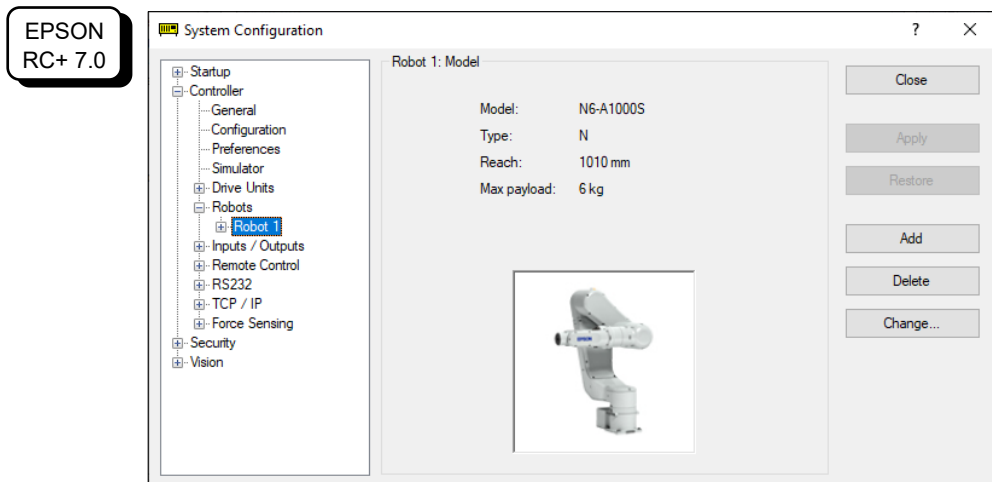 EPSON
RC+ 7.0
System Configuration
?
Startup
Controller
General
Configuration
Preferences
Simulator
Drive Units
Robots
Robot 1
Inputs / Outputs
Remote Control
RS232
TCP / IP
Force Sensing
Security
Vision
Robot 1: Model
Model: N6-A1000S
Type: N
Reach: 1010 mm
Max payload: 6 kg
EPSON
Close
Apply
Restore
Add
Delete
Change...